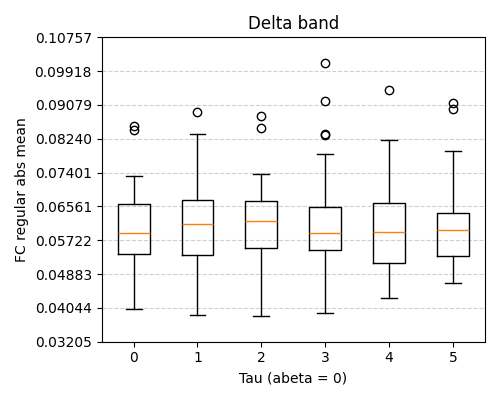 Delta band
0.10757
0.09918
0.09079
0.08240
0.07401
0.06561
0.05722
0.04883
0.04044
0.03205
FC regular abs mean
0 1 2 3 4 5
Tau (abeta = 0)